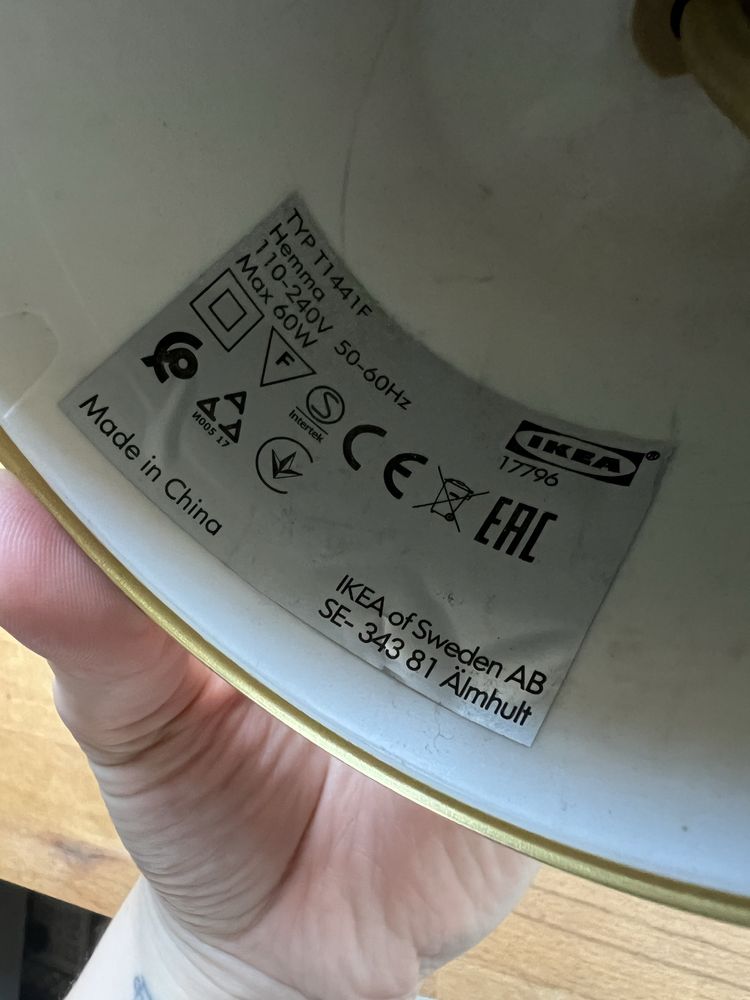 TYP T1441F
Hemma
110-240V 50-60Hz
Max 60W
F
S
Intertek
И005 17
CE
IKEA®
17796
EAC
Made in China
IKEA of Sweden AB
SE- 343 81 Älmhult